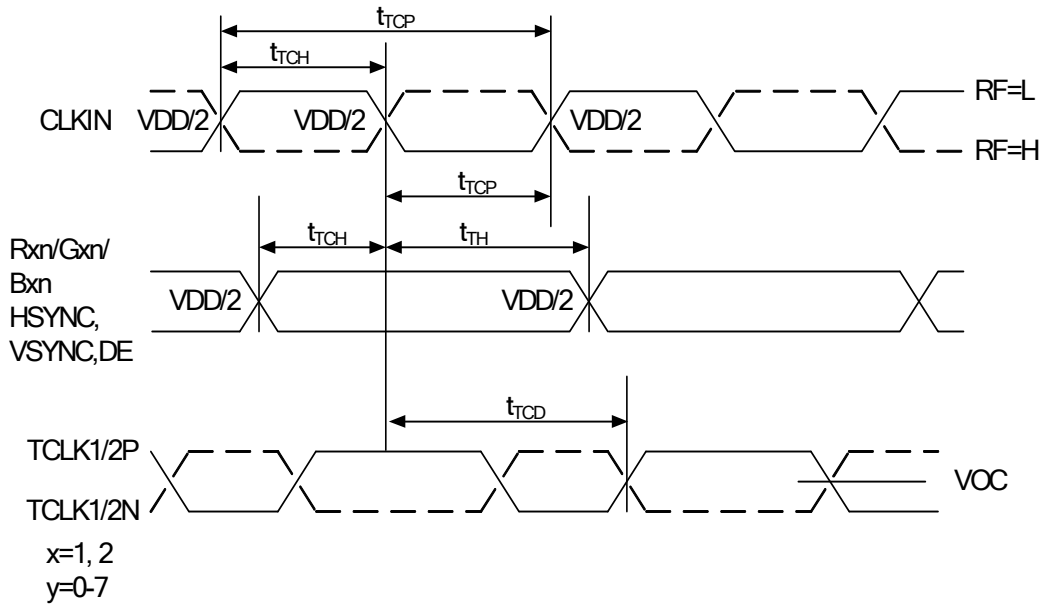 tTCP
tTCH
RF=L
CLKIN VDD/2 VDD/2 VDD/2
RF=H
tTCP
tTCH tTH
Rxn/Gxn/
Bxn
HSYNC,
VSYNC,DE
VDD/2 VDD/2
tTCD
TCLK1/2P
VOC
TCLK1/2N
x=1, 2
y=0-7